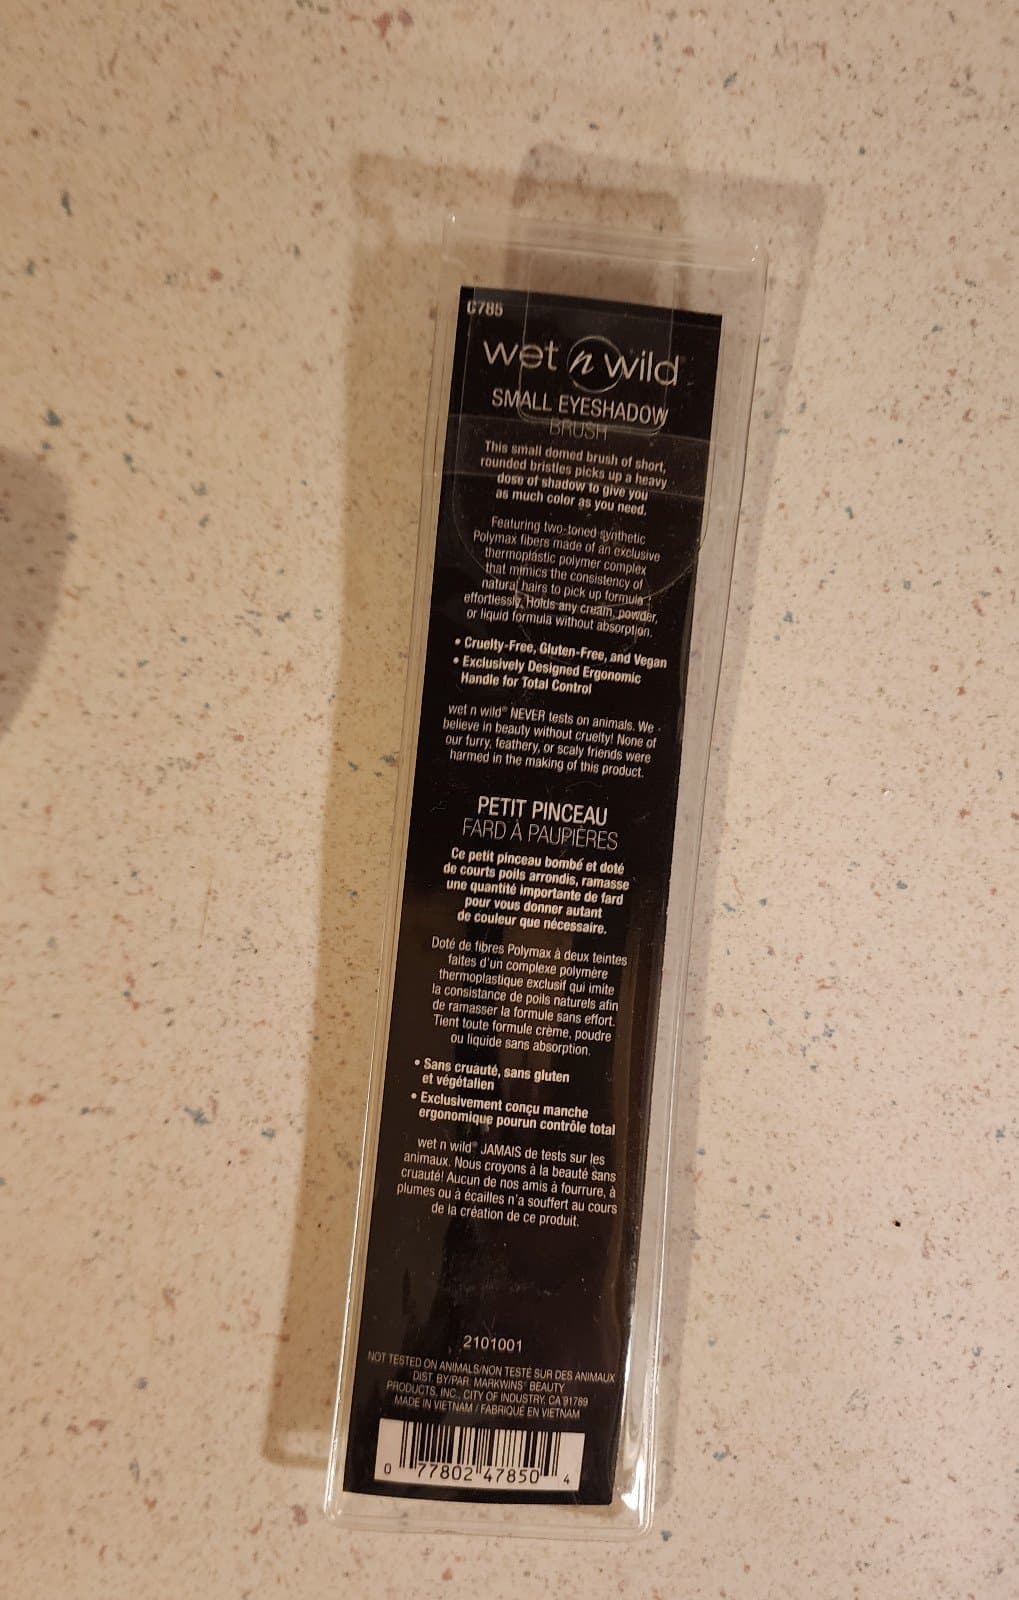 C785
wet n wild
SMALL EYESHADOW
BRUSH
This small domed brush of short,
rounded bristles picks up a heavy
dose of shadow to give you
as much color as you need.
Featuring two-toned synthetic
Polymax fibers made of an exclusive
thermoplastic polymer complex
that mimics the consistency of
natural hairs to pick up formula
effortlessly. Holds any cream, powder,
or liquid formula without absorption.
• Cruelty-Free, Gluten-Free, and Vegan
• Exclusively Designed Ergonomic
Handle for Total Control
wet n wild® NEVER tests on animals. We
believe in beauty without cruelty! None of
our furry, feathery, or scaly friends were
harmed in the making of this product.
PETIT PINCEAU
FARD À PAUPIÈRES
Ce petit pinceau bombé et doté
de courts poils arrondis, ramasse
une quantité importante de fard
pour vous donner autant
de couleur que nécessaire.
Doté de fibres Polymax à deux teintes
faites d'un complexe polymère
thermoplastique exclusif qui imite
la consistance de poils naturels afin
de ramasser la formule sans effort.
Tient toute formule crème, poudre
ou liquide sans absorption.
• Sans cruauté, sans gluten
et végétalien
• Exclusivement conçu manche
ergonomique pourun contrôle total
wet n wild® JAMAIS de tests sur les
animaux. Nous croyons à la beauté sans
cruauté! Aucun de nos amis à fourrure, à
plumes ou à écailles n'a souffert au cours
de la création de ce produit.
2101001
NOT TESTED ON ANIMALS/NON TESTÉ SUR DES ANIMAUX
DIST. BY/PAR: MARKWINS® BEAUTY
PRODUCTS, INC., CITY OF INDUSTRY, CA 91789
MADE IN VIETNAM / FABRIQUÉ EN VIETNAM
0 77802 47850 4